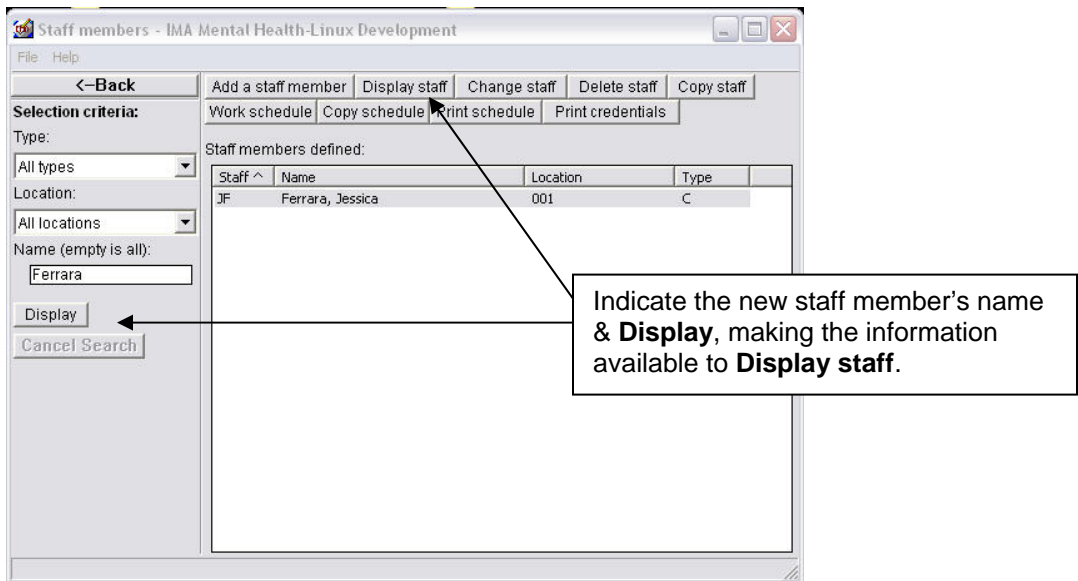 Staff members - IMA Mental Health-Linux Development
File Help
<--Back
Selection criteria:
Type:
All types
Location:
All locations
Name (empty is all):
Ferrara
Display
Cancel Search
Add a staff member Display staff Change staff Delete staff Copy staff
Work schedule Copy schedule Print schedule Print credentials
Staff members defined:
Staff ^ Name Location Type
JF Ferrara, Jessica 001 C
Indicate the new staff member’s name
& Display, making the information
available to Display staff.